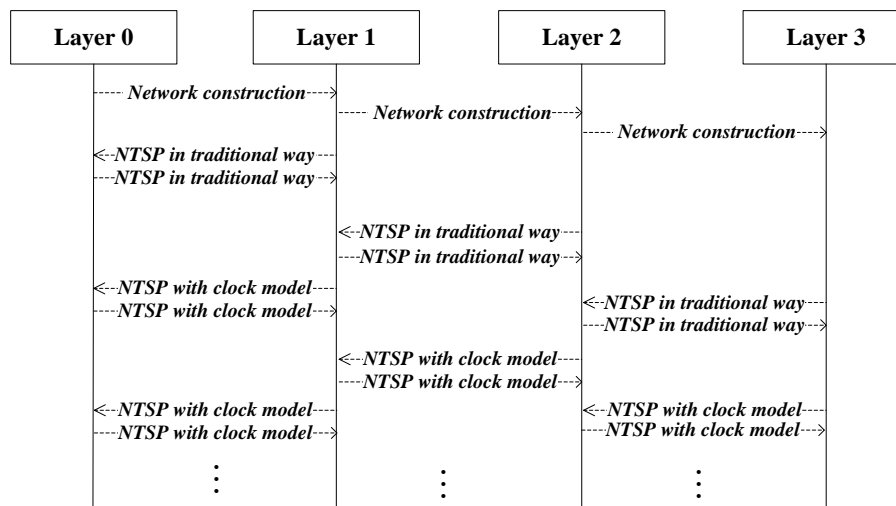 Layer 0
Layer 1
Layer 2
Layer 3
Network construction
Network construction
Network construction
NTSP in traditional way
NTSP in traditional way
NTSP in traditional way
NTSP in traditional way
NTSP with clock model
NTSP in traditional way
NTSP with clock model
NTSP in traditional way
NTSP with clock model
NTSP with clock model
NTSP with clock model
NTSP with clock model
NTSP with clock model
NTSP with clock model